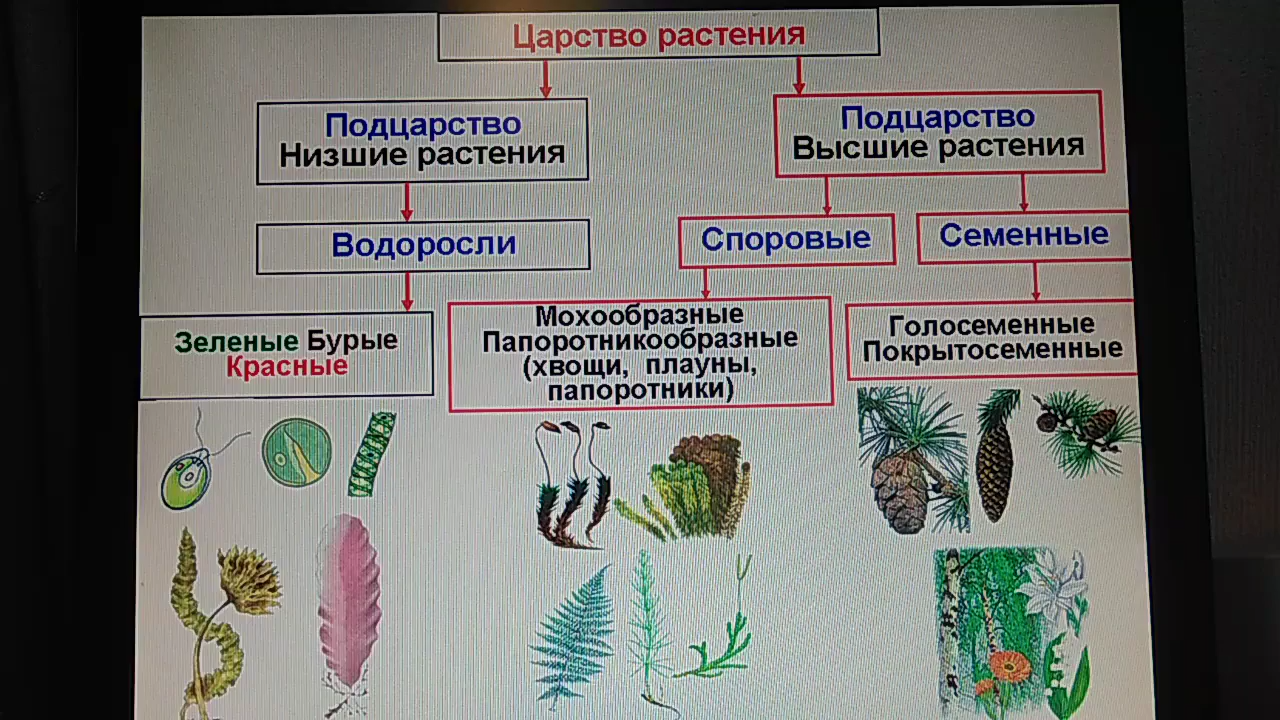 Царство растения
Подцарство
Низшие растения
Подцарство
Высшие растения
Водоросли
Споровые
Семенные
Зеленые Бурые
Красные
Мохообразные
Папоротникообразные
(хвощи, плауны,
папоротники)
Голосеменные
Покрытосеменные